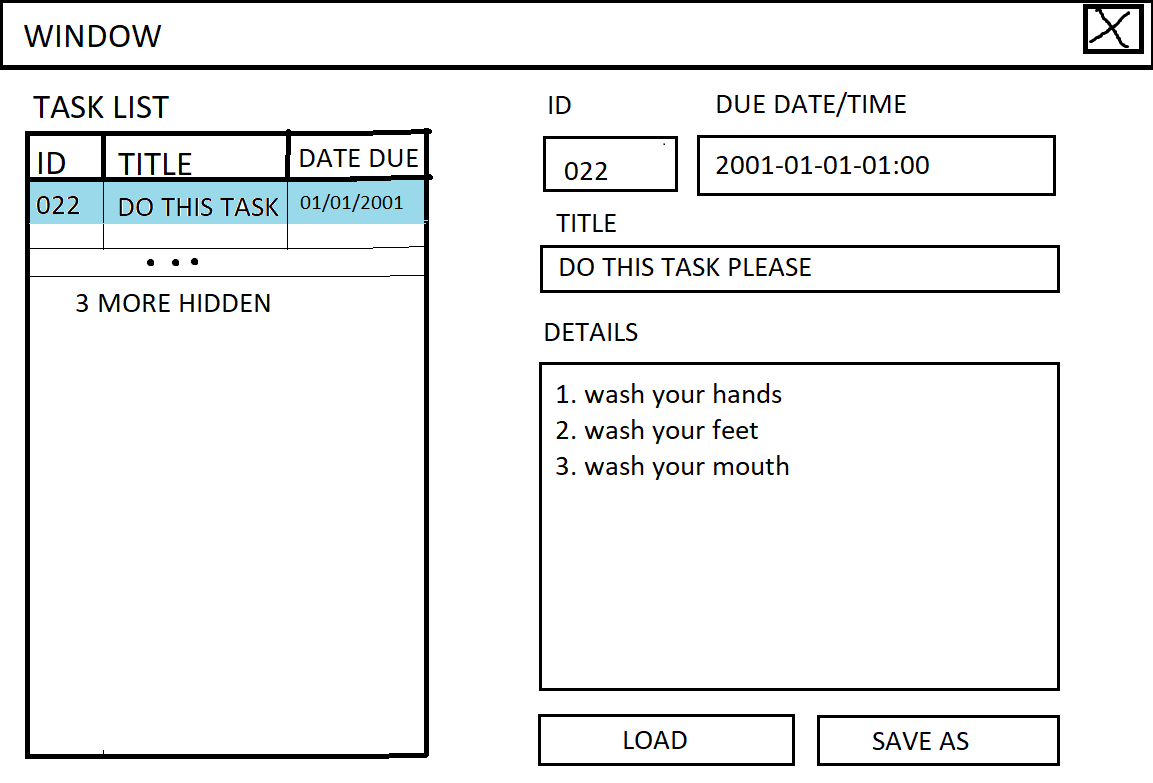 WINDOW
X
TASK LIST
ID TITLE DATE DUE
022 DO THIS TASK 01/01/2001
• • •
3 MORE HIDDEN
ID DUE DATE/TIME
022 2001-01-01-01:00
TITLE
DO THIS TASK PLEASE
DETAILS
1. wash your hands
2. wash your feet
3. wash your mouth
LOAD SAVE AS